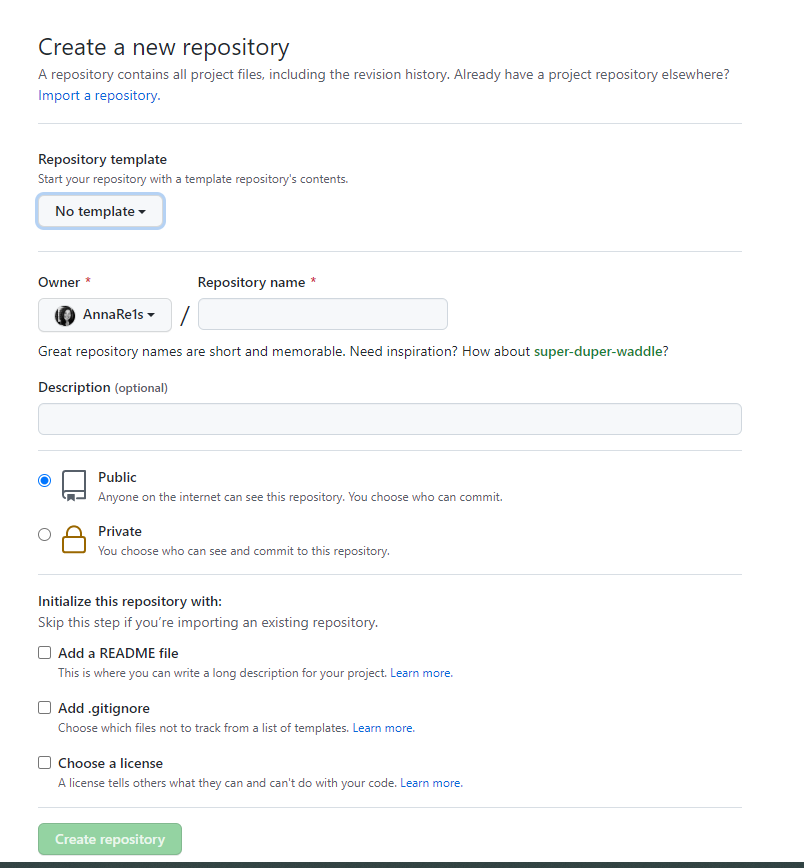 Create a new repository
A repository contains all project files, including the revision history. Already have a project repository elsewhere?
Import a repository.
Repository template
Start your repository with a template repository's contents.
No template
Owner *
Repository name *
AnnaRe1s
/
Great repository names are short and memorable. Need inspiration? How about super-duper-waddle?
Description (optional)
Public
Anyone on the internet can see this repository. You choose who can commit.
Private
You choose who can see and commit to this repository.
Initialize this repository with:
Skip this step if you're importing an existing repository.
Add a README file
This is where you can write a long description for your project. Learn more.
Add .gitignore
Choose which files not to track from a list of templates. Learn more.
Choose a license
A license tells others what they can and can't do with your code. Learn more.
Create repository